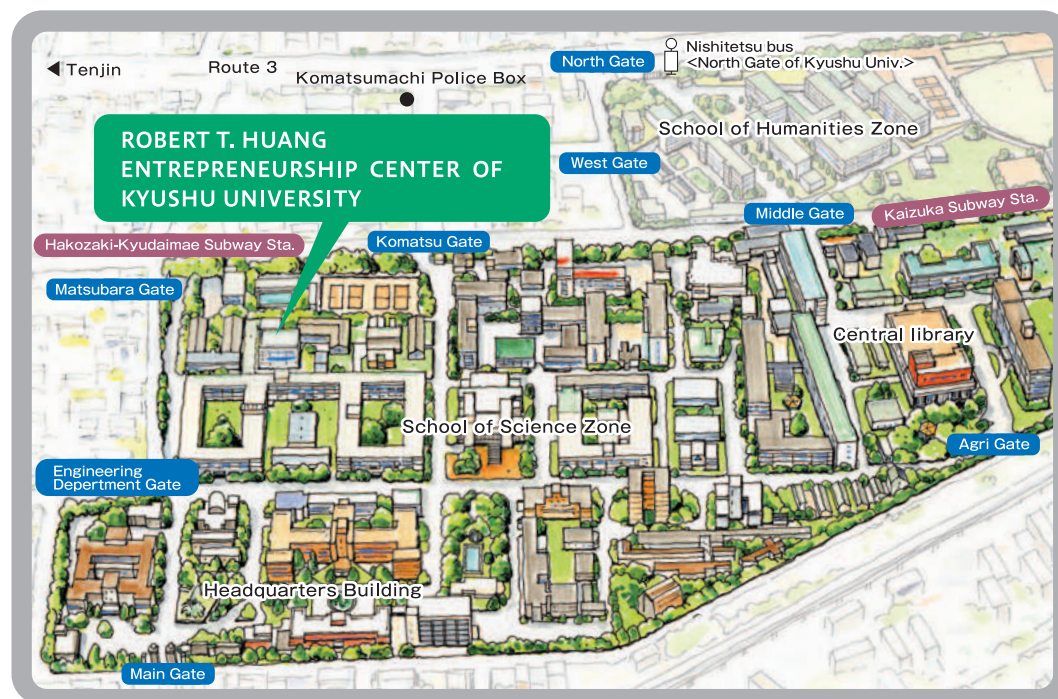 Tenjin
Route 3
Komatsumachi Police Box
North Gate
Nishitetsu bus
<North Gate of Kyushu Univ.>
School of Humanities Zone
ROBERT T. HUANG
ENTREPRENEURSHIP CENTER OF
KYUSHU UNIVERSITY
West Gate
Middle Gate
Kaizuka Subway Sta.
Hakozaki-Kyudaimae Subway Sta.
Komatsu Gate
Matsubara Gate
Central library
School of Science Zone
Agri Gate
Engineering
Depertment Gate
Headquarters Building
Main Gate